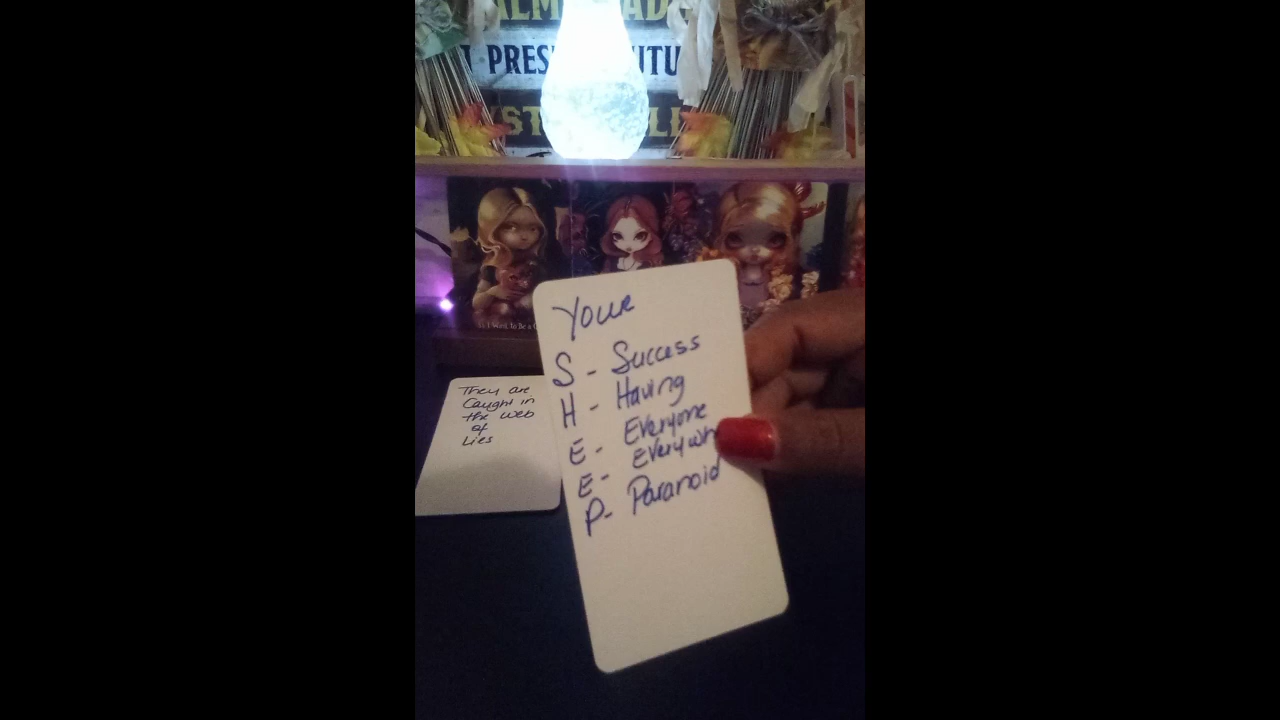 PRES
Your
S - Success
H - Having
E - Everyone
E - Everywh
P - Paranoid
They are
Caught in
the web
of
Lies